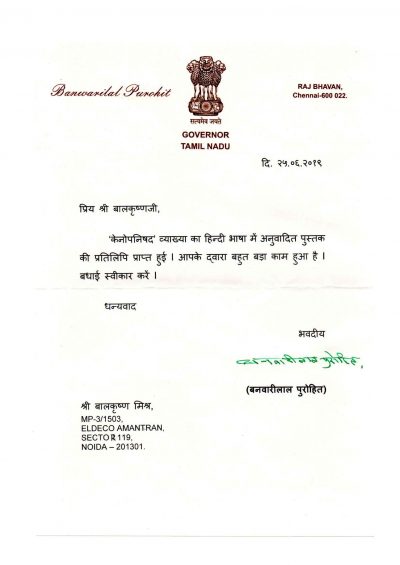 Banwarilal Purohit
सत्यमेव जयते
GOVERNOR
TAMIL NADU
RAJ BHAVAN,
Chennai-600 022.
दि. २५.०६.२०१९
प्रिय श्री बालकृष्णजी,
‘केनोपनिषद’ व्याख्या का हिन्दी भाषा में अनुवादित पुस्तक
की प्रतिलिपि प्राप्त हुई । आपके द्वारा बहुत बड़ा काम हुआ है ।
बधाई स्वीकार करें ।
धन्यवाद
भवदीय
बनवारीलाल पुरोहित
(बनवारीलाल पुरोहित)
श्री बालकृष्ण मिश्र,
MP-3/1503,
ELDECO AMANTRAN,
SECTOR 119,
NOIDA – 201301.